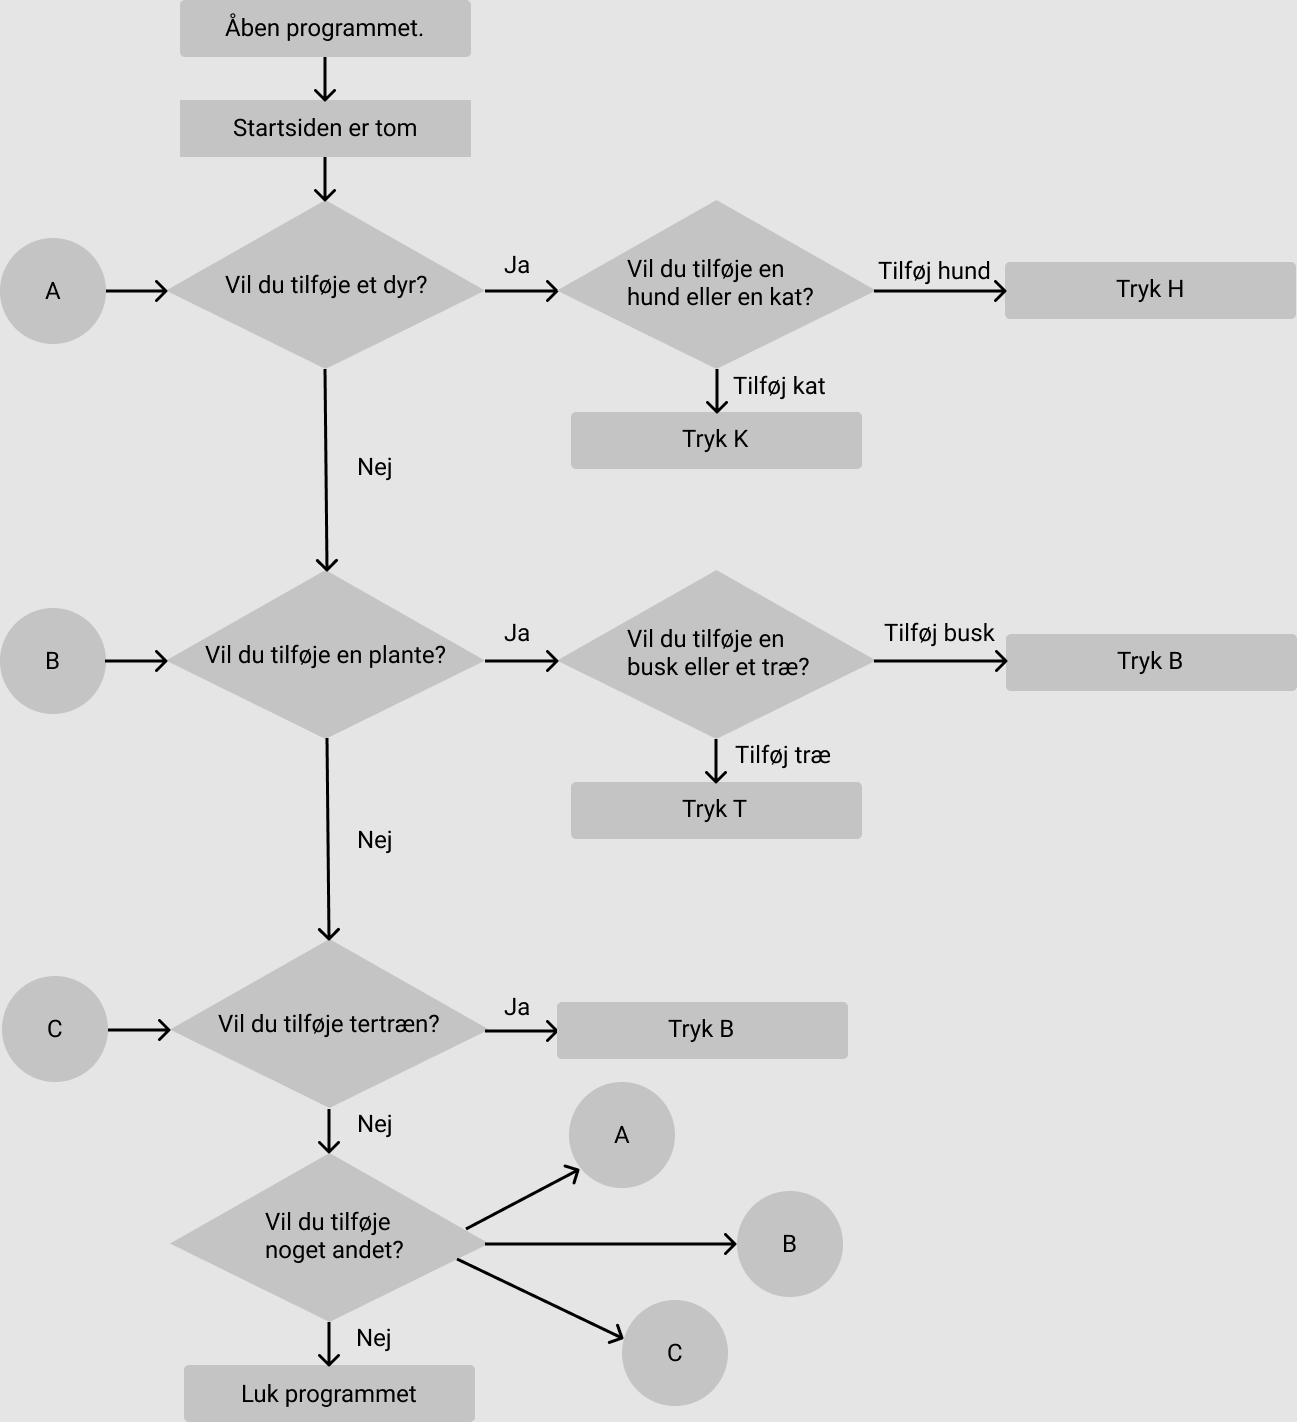 Åben programmet.
Startsiden er tom
A
Vil du tilføje et dyr?
Ja
Vil du tilføje en
hund eller en kat?
Tilføj hund
Tryk H
Tilføj kat
Tryk K
Nej
B
Vil du tilføje en plante?
Ja
Vil du tilføje en
busk eller et træ?
Tilføj busk
Tryk B
Tilføj træ
Tryk T
Nej
C
Vil du tilføje tertræn?
Ja
Tryk B
Nej
Vil du tilføje
noget andet?
A
B
C
Nej
Luk programmet